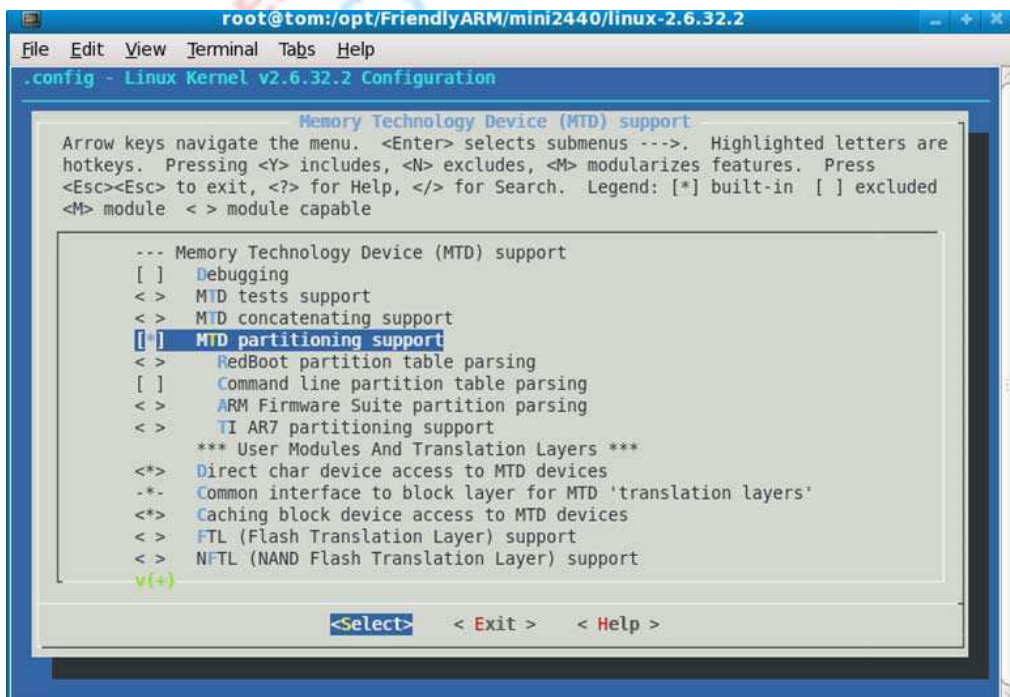 root@tom:/opt/FriendlyARM/mini2440/linux-2.6.32.2
File Edit View Terminal Tabs Help
.config - Linux Kernel v2.6.32.2 Configuration
Memory Technology Device (MTD) support
Arrow keys navigate the menu. <Enter> selects submenus --->. Highlighted letters are
hotkeys. Pressing <Y> includes, <N> excludes, <M> modularizes features. Press
<Esc><Esc> to exit, <?> for Help, </> for Search. Legend: [*] built-in [ ] excluded
<M> module < > module capable
--- Memory Technology Device (MTD) support
[ ] Debugging
< > MTD tests support
< > MTD concatenating support
[*] MTD partitioning support
< > RedBoot partition table parsing
[ ] Command line partition table parsing
< > ARM Firmware Suite partition parsing
< > TI AR7 partitioning support
*** User Modules And Translation Layers ***
<*> Direct char device access to MTD devices
-*- Common interface to block layer for MTD 'translation layers'
<*> Caching block device access to MTD devices
< > FTL (Flash Translation Layer) support
< > NFTL (NAND Flash Translation Layer) support
v(+)
<Select> < Exit > < Help >